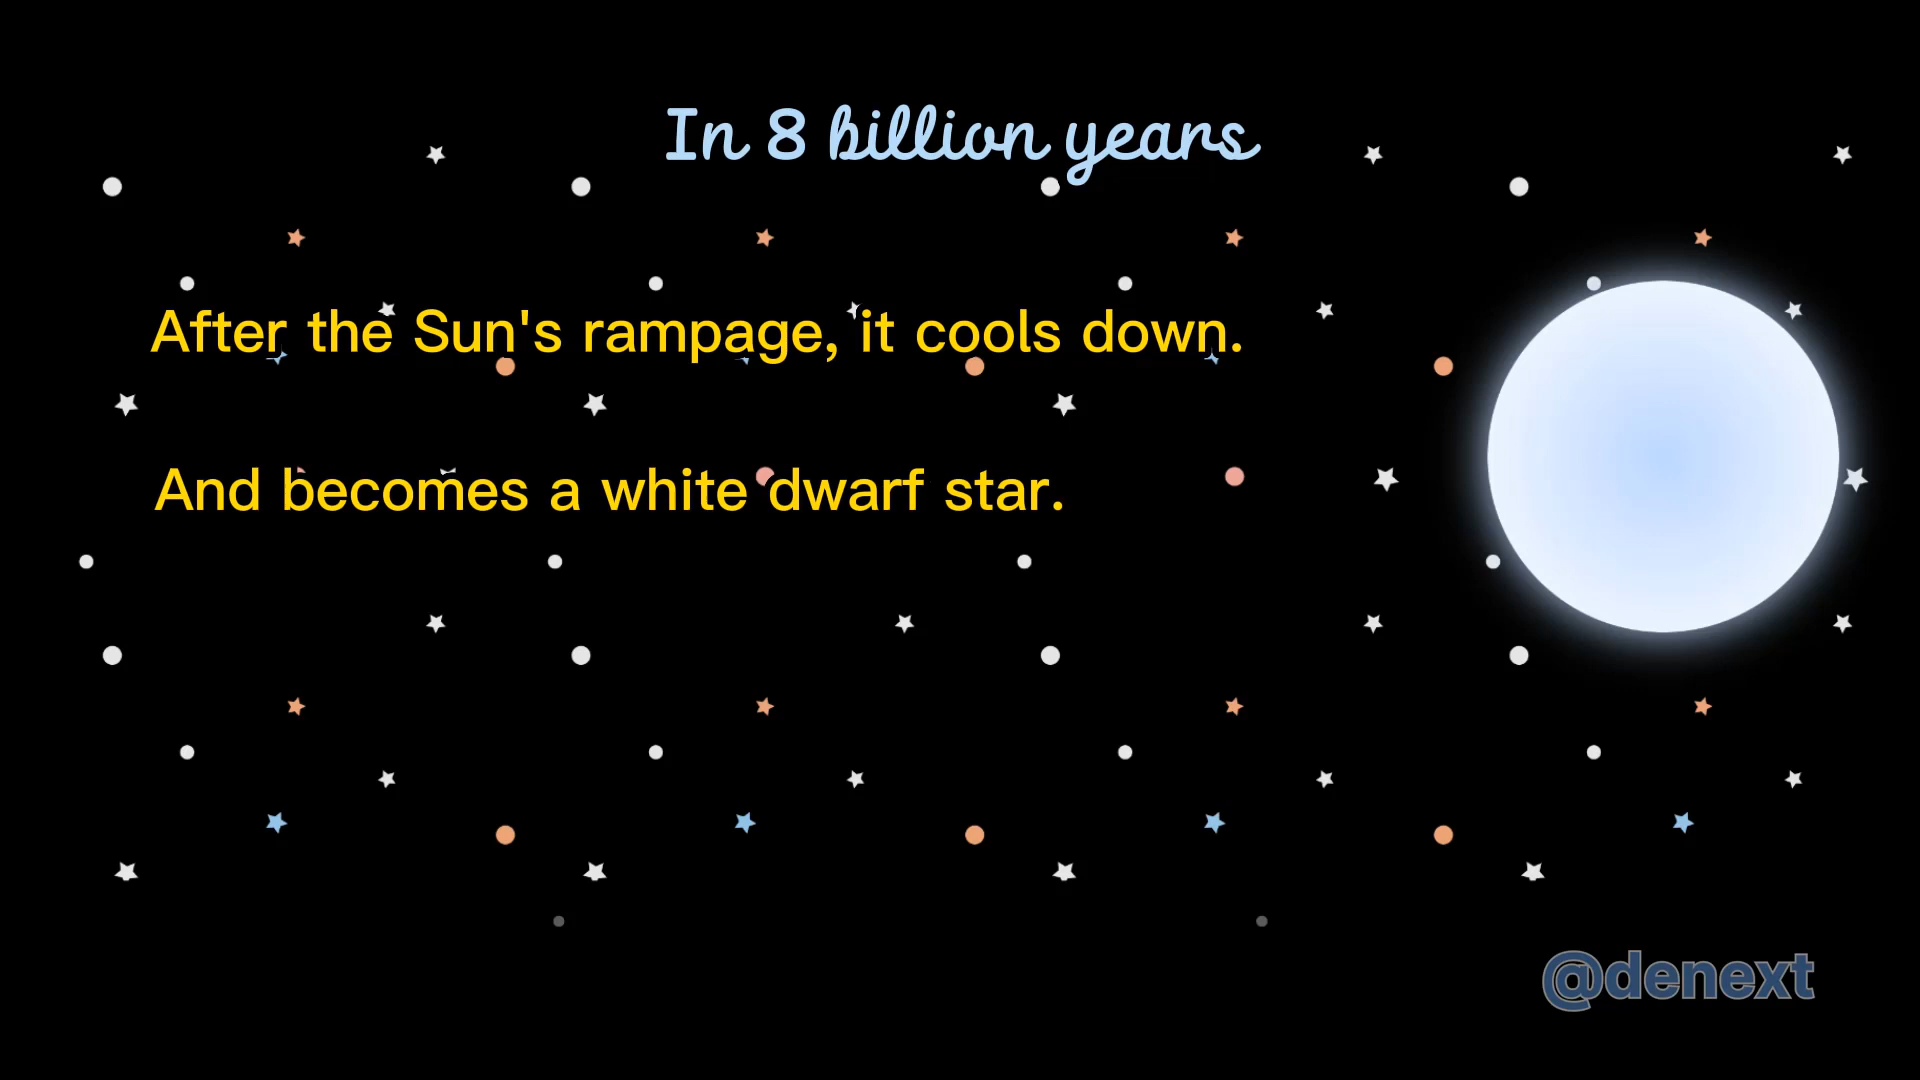 In 8 billion years
After the Sun's rampage, it cools down.
And becomes a white dwarf star.
@denext